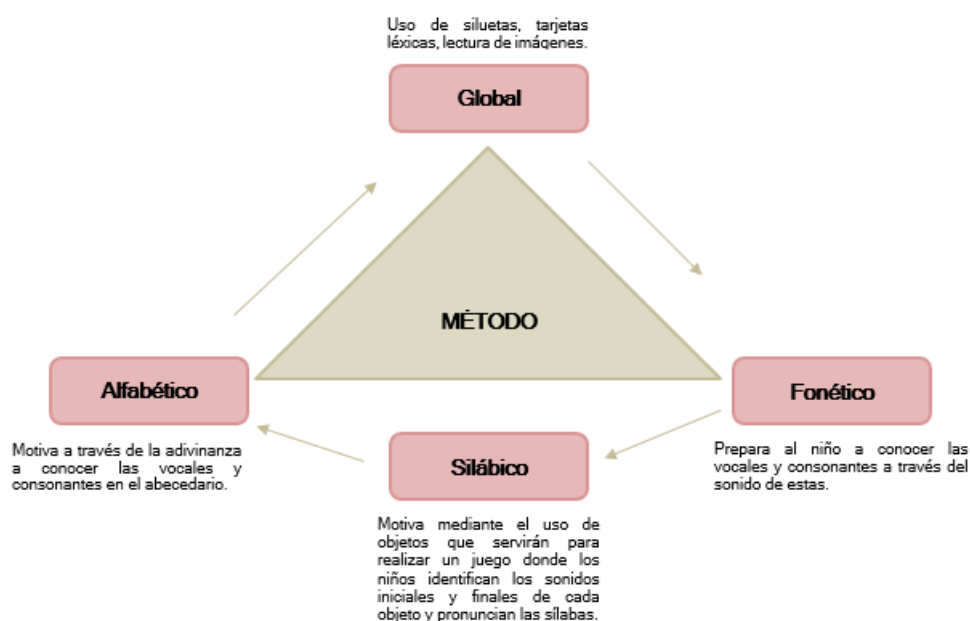 Uso de siluetas, tarjetas
léxicas, lectura de imágenes.
Global
MÉTODO
Alfabético
Motiva a través de la adivinanza
a conocer las vocales y
consonantes en el abecedario.
Silábico
Motiva mediante el uso de
objetos que servirán para
realizar un juego donde los
niños identifican los sonidos
iniciales y finales de cada
objeto y pronuncian las sílabas.
Fonético
Prepara al niño a conocer las
vocales y consonantes a través del
sonido de estas.